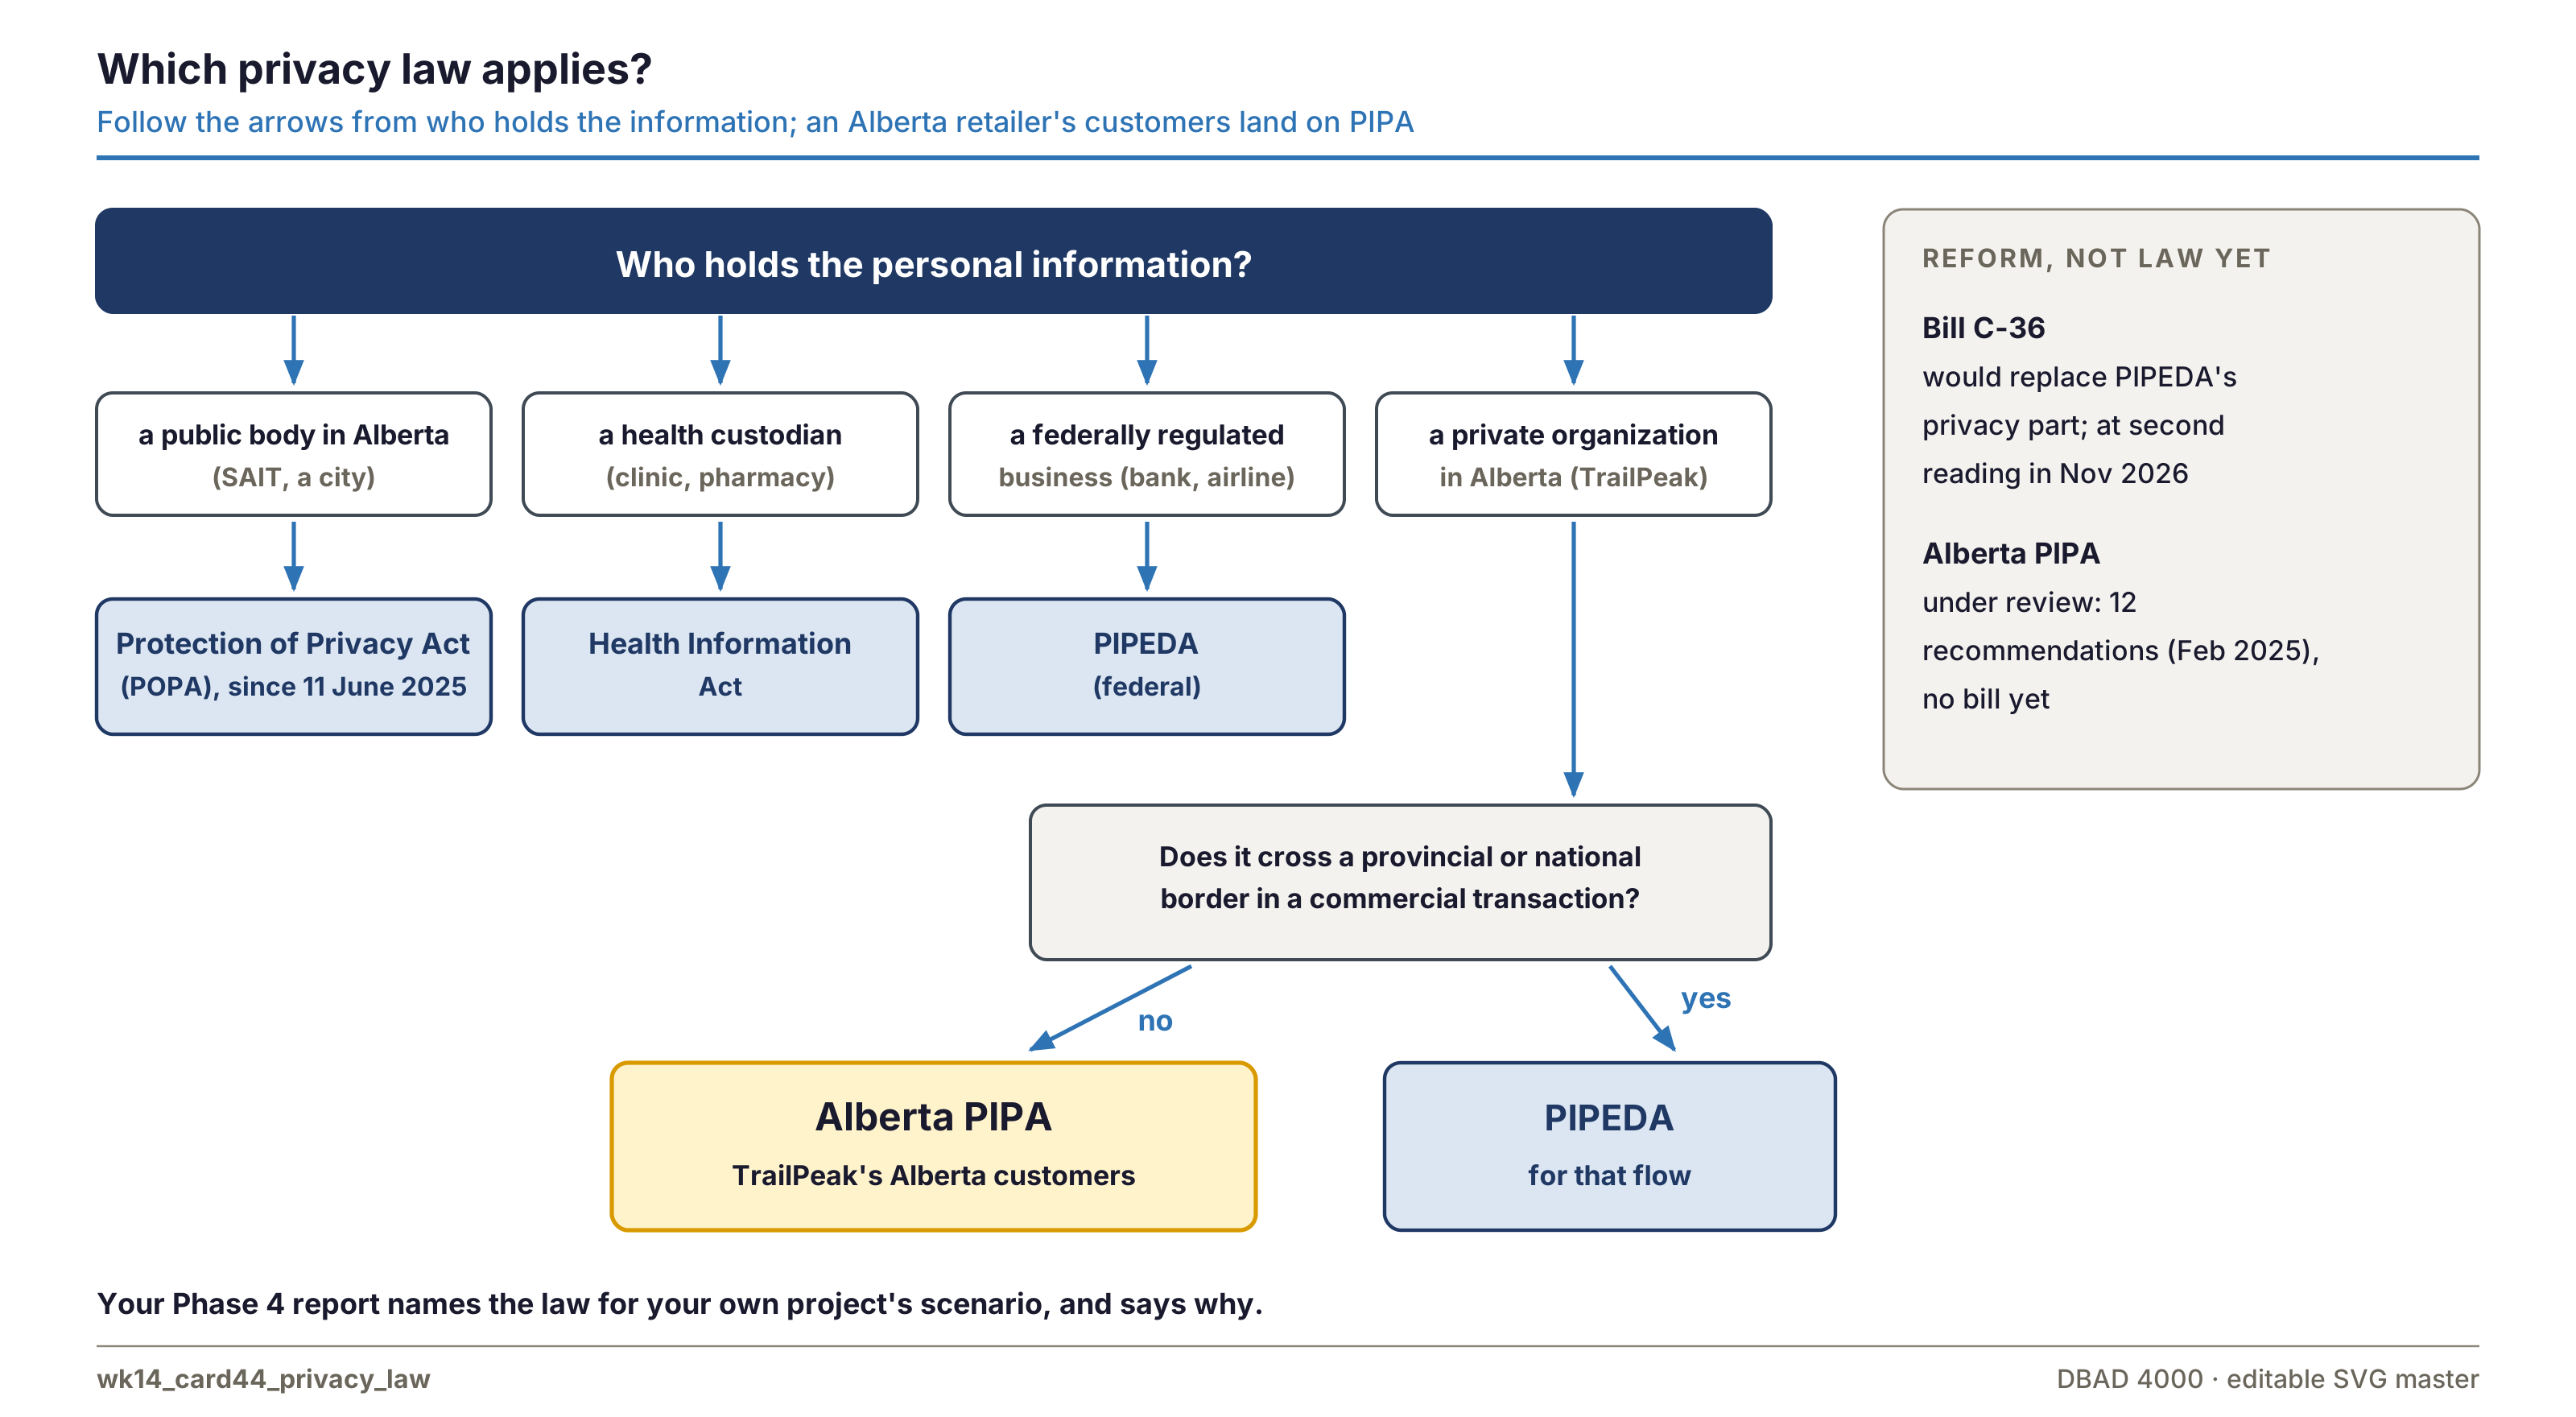 Which privacy law applies?
Follow the arrows from who holds the information; an Alberta retailer's customers land on PIPA
Who holds the personal information?
a public body in Alberta
(SAIT, a city)
a health custodian
(clinic, pharmacy)
a federally regulated
business (bank, airline)
a private organization
in Alberta (TrailPeak)
Protection of Privacy Act
(POPA), since 11 June 2025
Health Information
Act
PIPEDA
(federal)
REFORM, NOT LAW YET
Bill C-36
would replace PIPEDA's
privacy part; at second
reading in Nov 2026
Alberta PIPA
under review: 12
recommendations (Feb 2025),
no bill yet
Does it cross a provincial or national
border in a commercial transaction?
no
yes
Alberta PIPA
TrailPeak's Alberta customers
PIPEDA
for that flow
Your Phase 4 report names the law for your own project's scenario, and says why.
wk14_card44_privacy_law
DBAD 4000 · editable SVG master